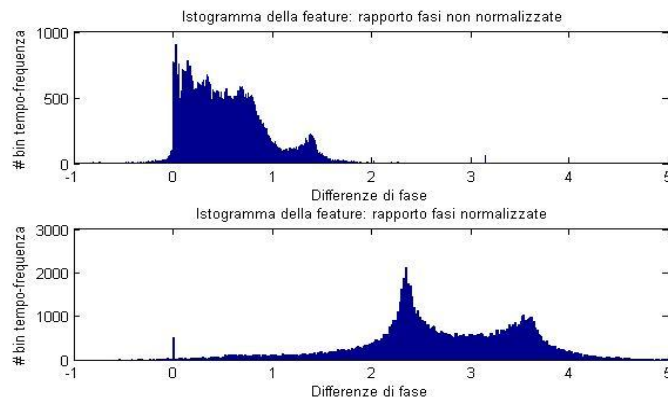 Istogramma della feature: rapporto fasi non normalizzate
1000
500
0
# bin tempo-frequenza
-1 0 1 2 3 4 5
Differenze di fase
Istogramma della feature: rapporto fasi normalizzate
3000
2000
1000
0
# bin tempo-frequenza
-1 0 1 2 3 4 5
Differenze di fase